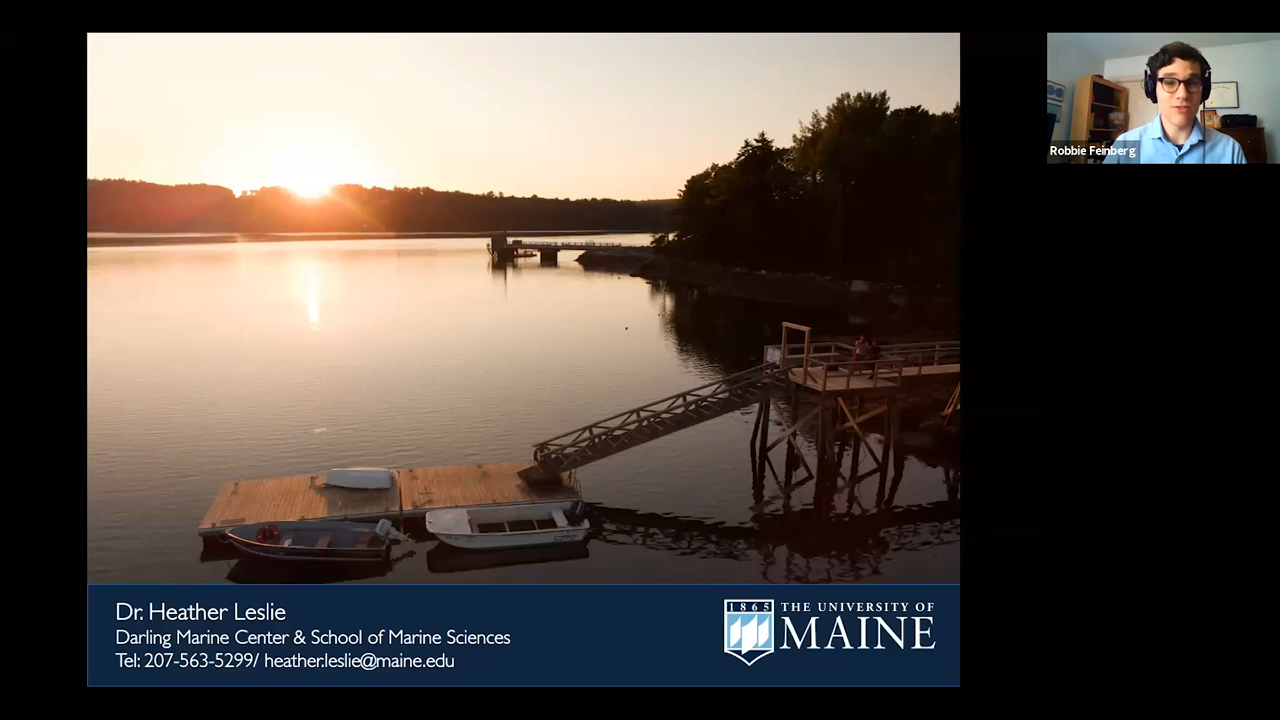 Robbie Feinberg
Dr. Heather Leslie
Darling Marine Center & School of Marine Sciences
Tel: 207-563-5299/ heather.leslie@maine.edu
1865
THE UNIVERSITY OF
MAINE